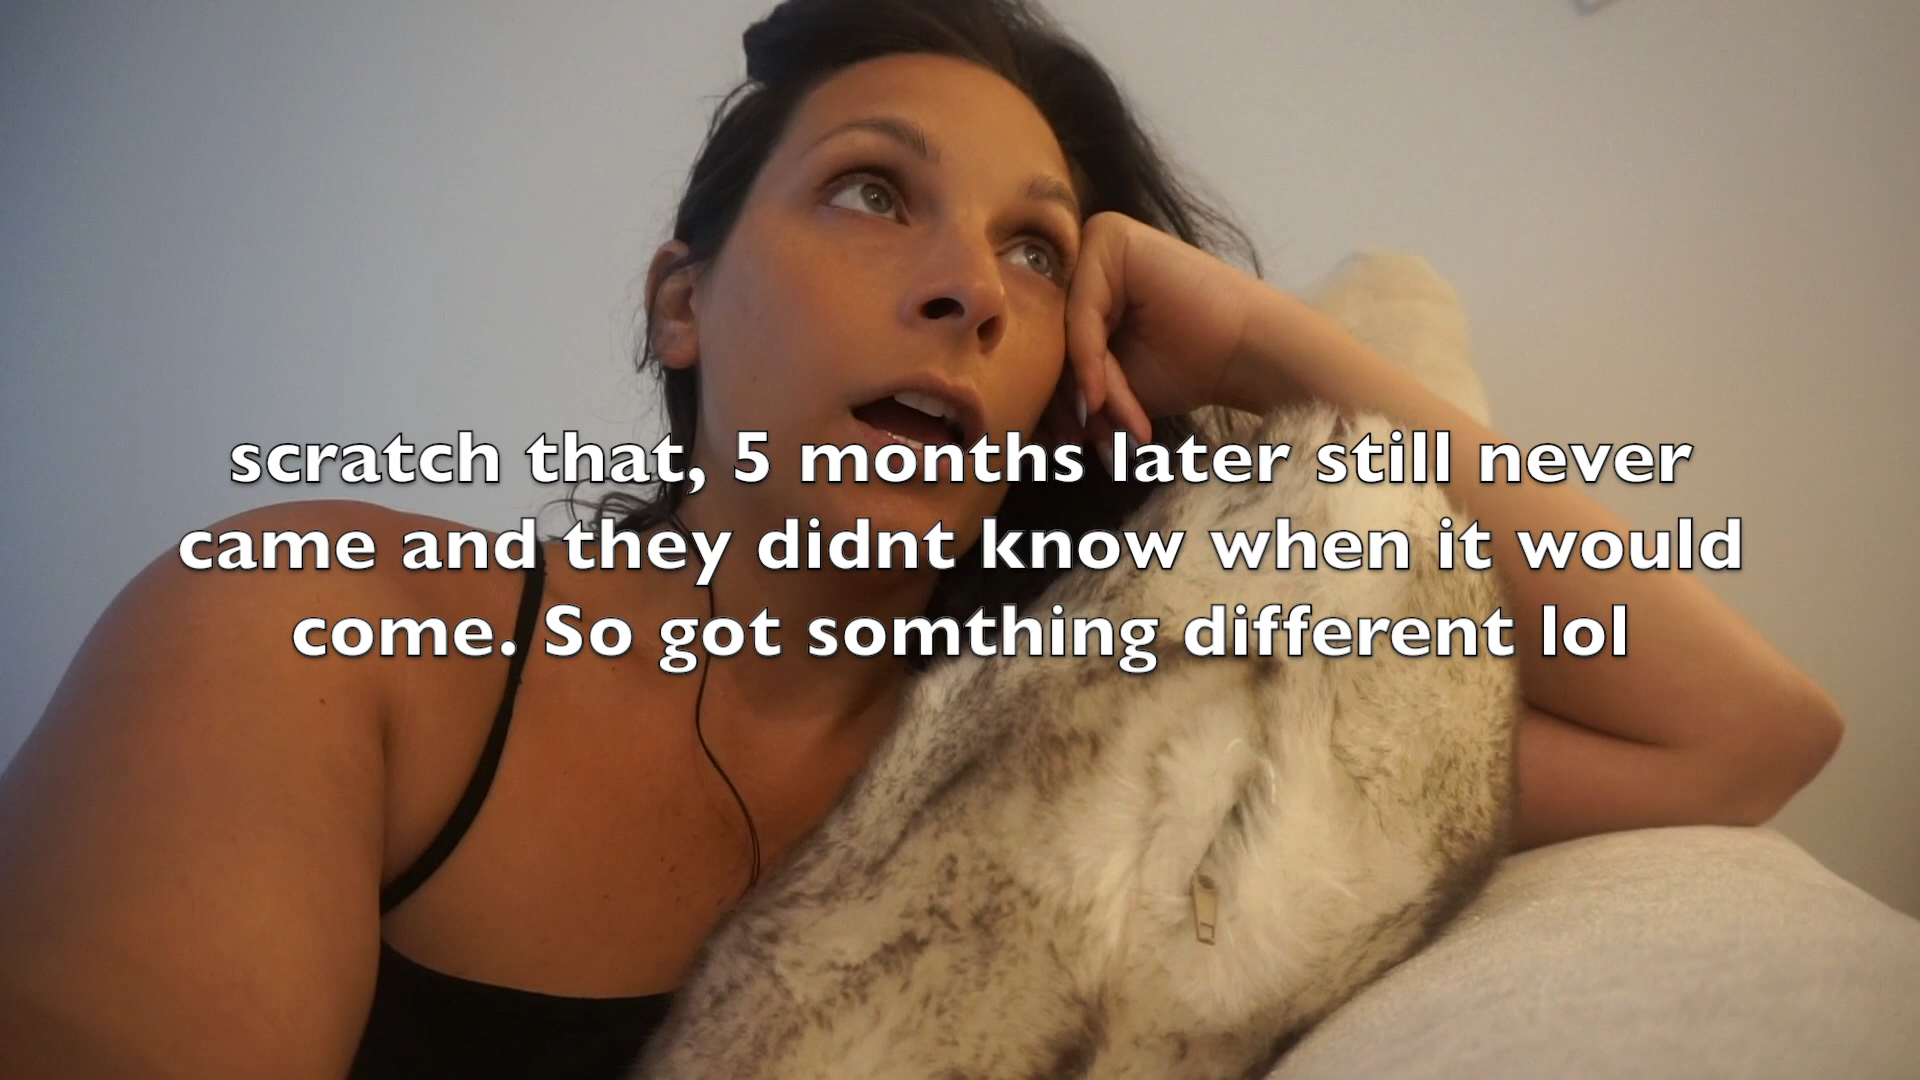 scratch that, 5 months later still never
came and they didnt know when it would
come. So got somthing different lol